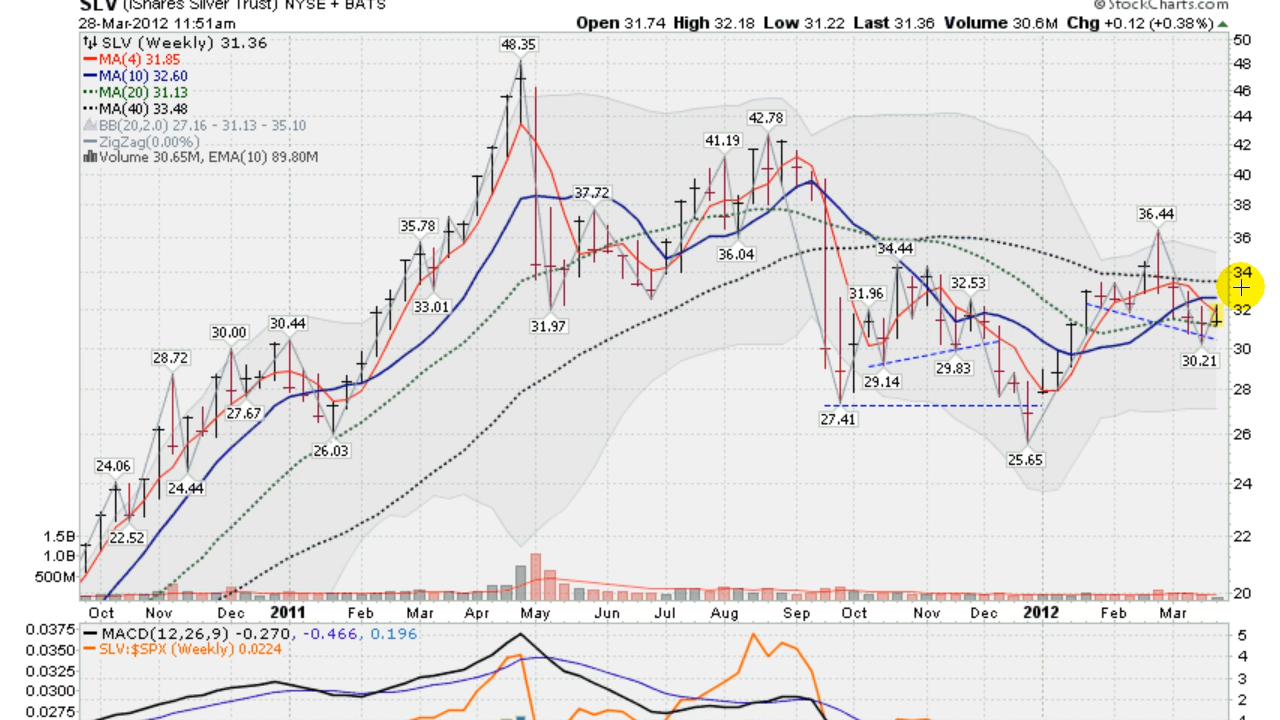 SLV (iShares Silver Trust) NYSE + BATS
© StockCharts.com
28-Mar-2012 11:51am
Open 31.74 High 32.18 Low 31.22 Last 31.36 Volume 30.6M Chg +0.12 (+0.38%)
SLV (Weekly) 31.36
MA(4) 31.85
MA(10) 32.60
MA(20) 31.13
MA(40) 33.48
BB(20,2.0) 27.16 - 31.13 - 35.10
ZigZag(0.00%)
Volume 30.65M, EMA(10) 89.80M
48.35
42.78
41.19
37.72
35.78
36.44
36.04
34.44
33.01
32.53
31.96
31.97
30.44
30.00
30.21
28.72
29.14
29.83
27.67
27.41
26.03
25.65
24.06
24.44
22.52
50
48
46
44
42
40
38
36
34
32
30
28
26
24
22
20
1.5B
1.0B
500M
Oct Nov Dec 2011 Feb Mar Apr May Jun Jul Aug Sep Oct Nov Dec 2012 Feb Mar
MACD(12,26,9) -0.270, -0.466, 0.196
SLV:$SPX (Weekly) 0.0224
0.0375
0.0350
0.0325
0.0300
0.0275
5
4
3
2
1